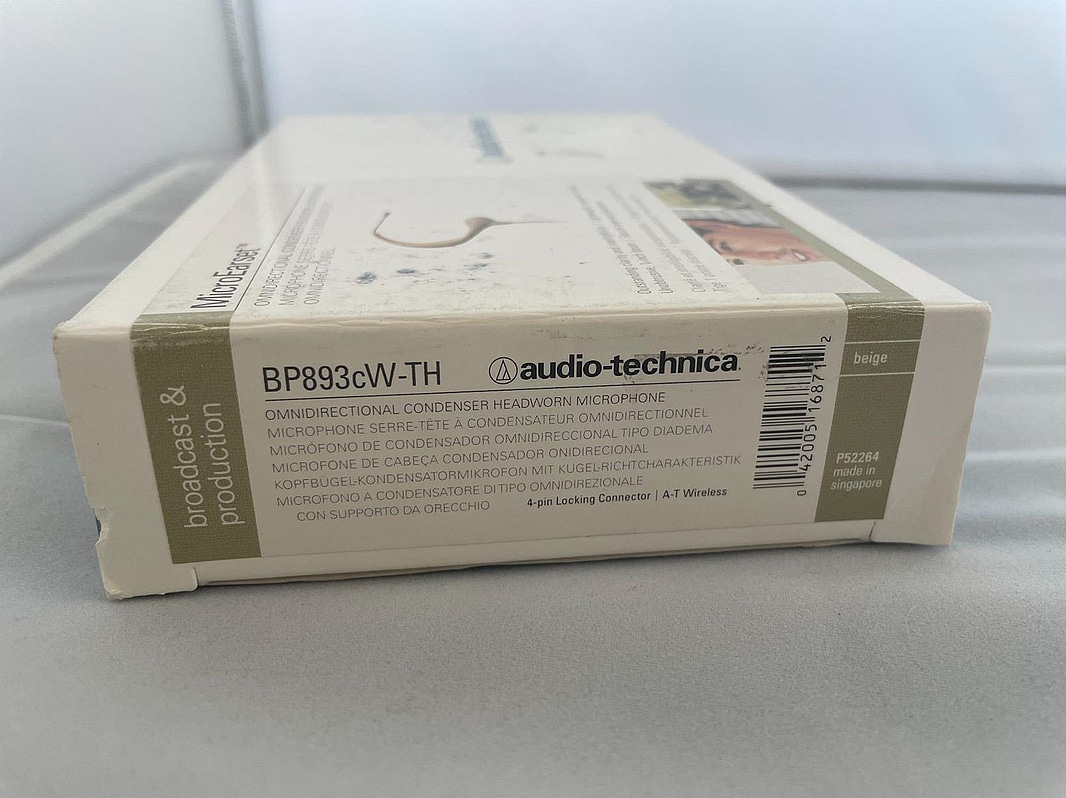 MicroEarset™
broadcast &
production
BP893cW-TH
audio-technica
OMNIDIRECTIONAL CONDENSER HEADWORN MICROPHONE
MICROPHONE SERRE-TÊTE À CONDENSATEUR OMNIDIRECTIONNEL
MICRÓFONO DE CONDENSADOR OMNIDIRECCIONAL TIPO DIADEMA
MICROFONE DE CABEÇA CONDENSADOR ONIDIRECIONAL
KOPFBÜGEL-KONDENSATORMIKROFON MIT KUGEL-RICHTCHARAKTERISTIK
MICROFONO A CONDENSATORE DI TIPO OMNIDIREZIONALE
CON SUPPORTO DA ORECCHIO
4-pin Locking Connector | A-T Wireless
0 42005 16871 2
beige
P52264
made in
singapore